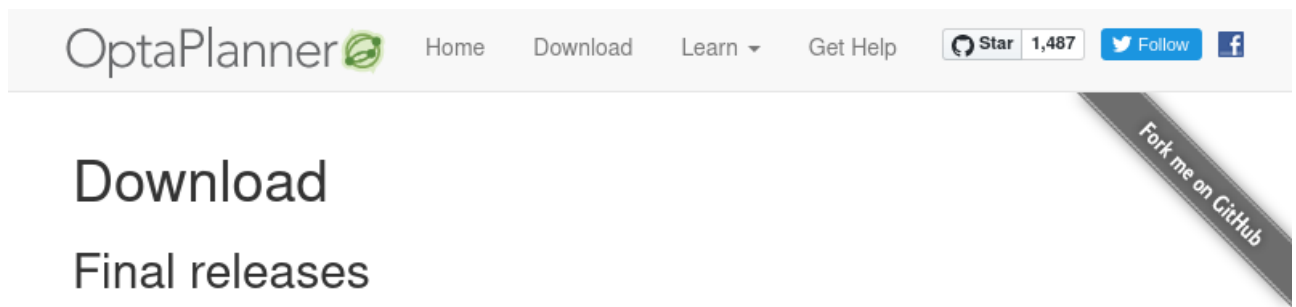 OptaPlanner Home Download Learn Get Help Star 1,487 Follow
Fork me on GitHub
Download
Final releases